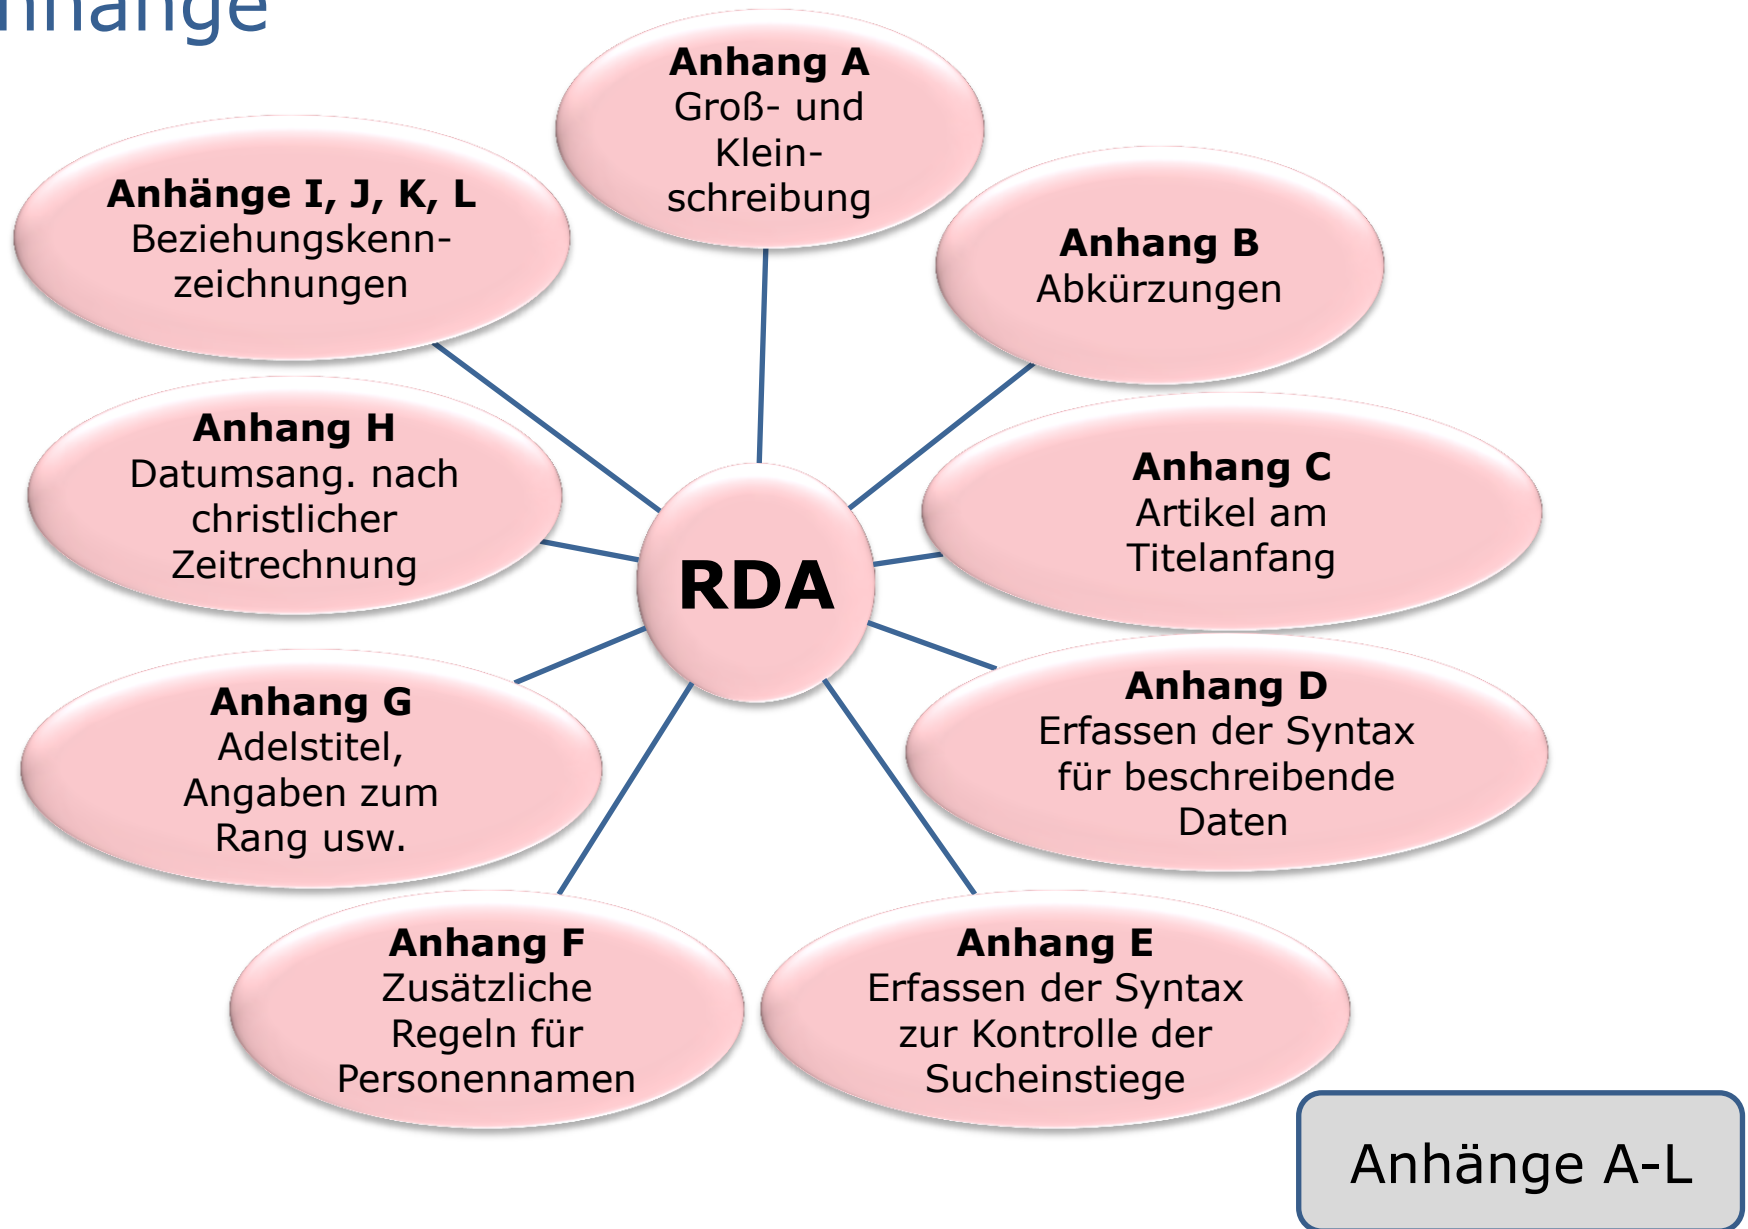 nhänge
Anhang A
Groß- und
Klein-
schreibung
Anhang B
Abkürzungen
Anhang C
Artikel am
Titelanfang
Anhang D
Erfassen der Syntax
für beschreibende
Daten
Anhang E
Erfassen der Syntax
zur Kontrolle der
Sucheinstiege
Anhang F
Zusätzliche
Regeln für
Personennamen
Anhang G
Adelstitel,
Angaben zum
Rang usw.
Anhang H
Datumsang. nach
christlicher
Zeitrechnung
Anhänge I, J, K, L
Beziehungskenn-
zeichnungen
RDA
Anhänge A-L